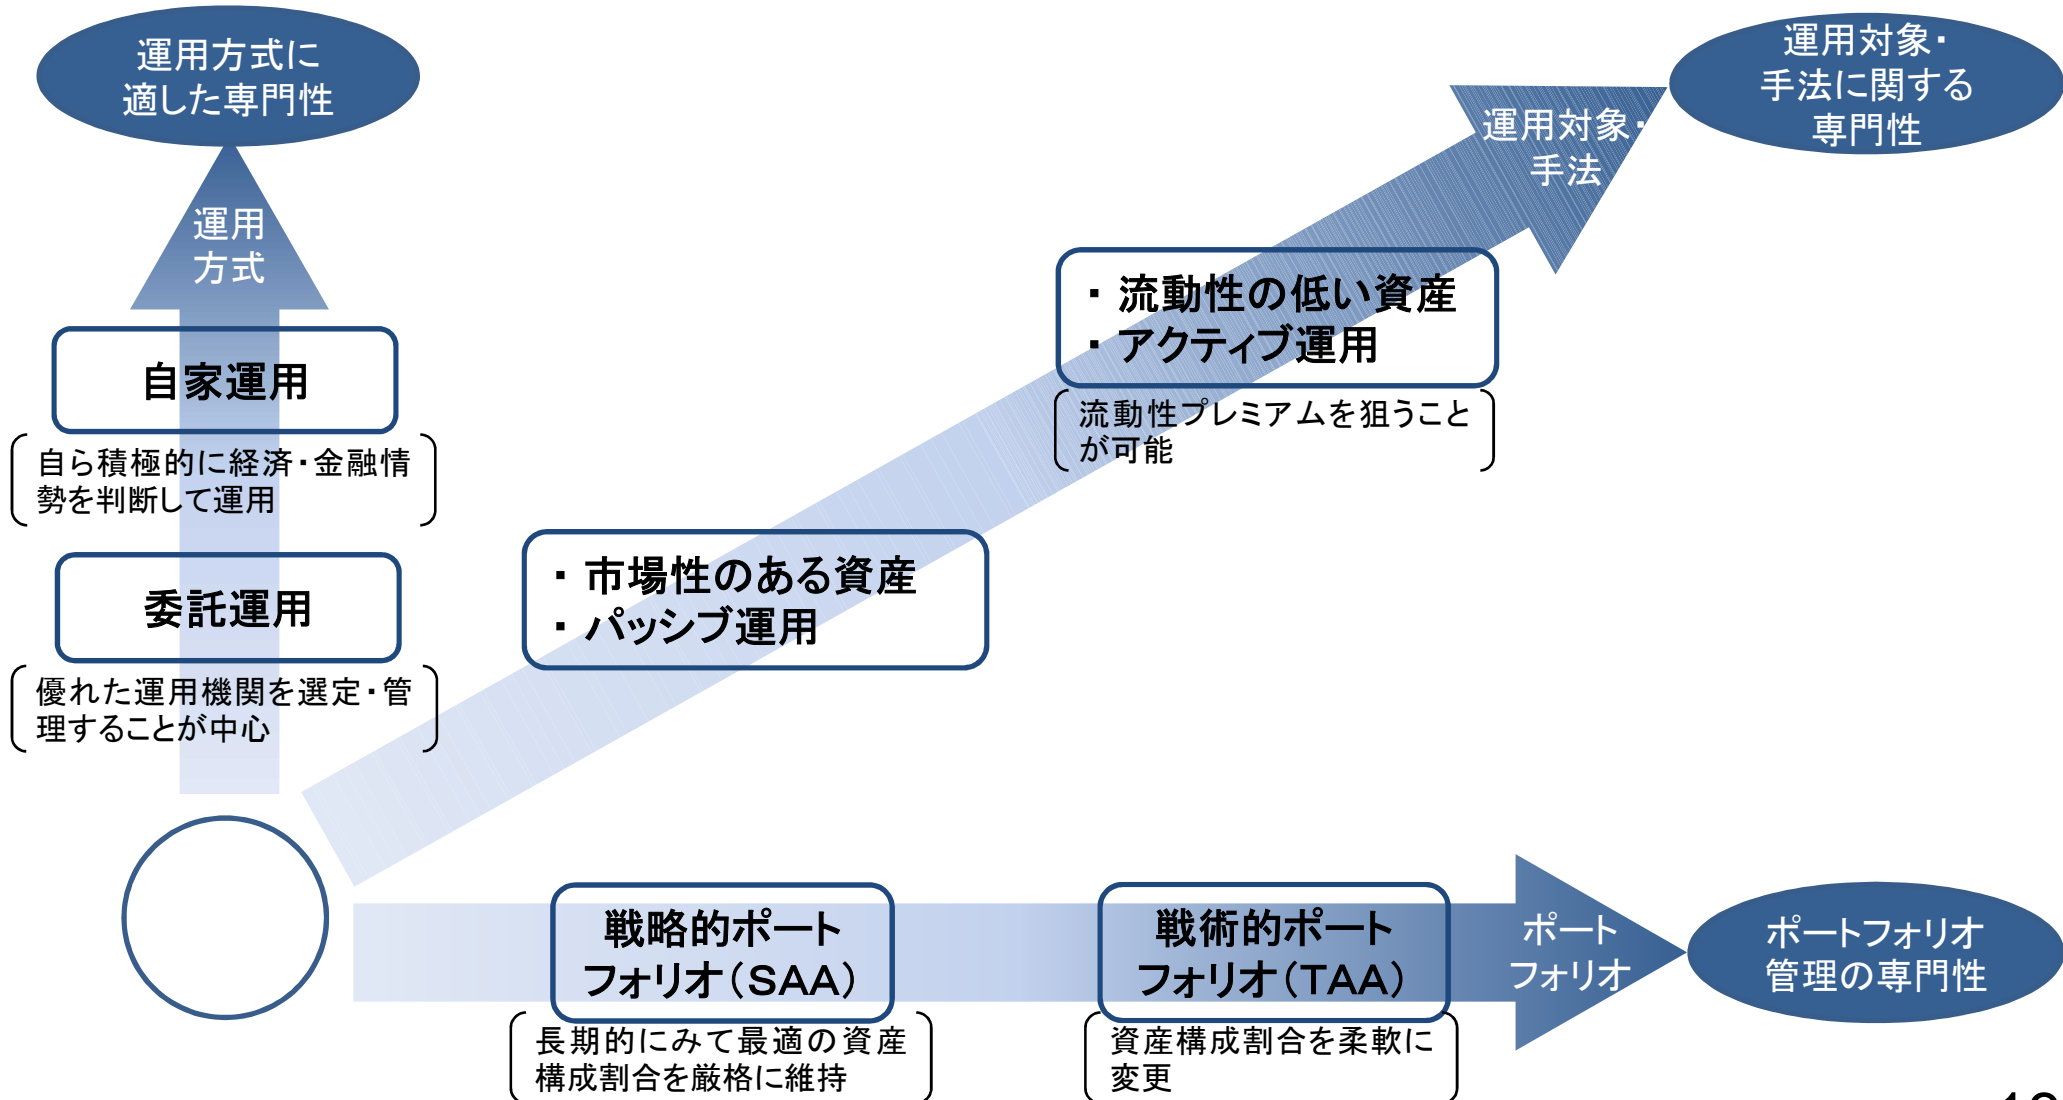 運用方式に
適した専門性
運用
方式
自家運用
自ら積極的に経済・金融情
勢を判断して運用
委託運用
優れた運用機関を選定・管
理することが中心
運用対象・
手法に関する
専門性
運用対象・
手法
・ 流動性の低い資産
・ アクティブ運用
流動性プレミアムを狙うこと
が可能
・ 市場性のある資産
・ パッシブ運用
戦略的ポート
フォリオ（SAA）
長期的にみて最適の資産
構成割合を厳格に維持
戦術的ポート
フォリオ（TAA）
資産構成割合を柔軟に
変更
ポート
フォリオ
ポートフォリオ
管理の専門性